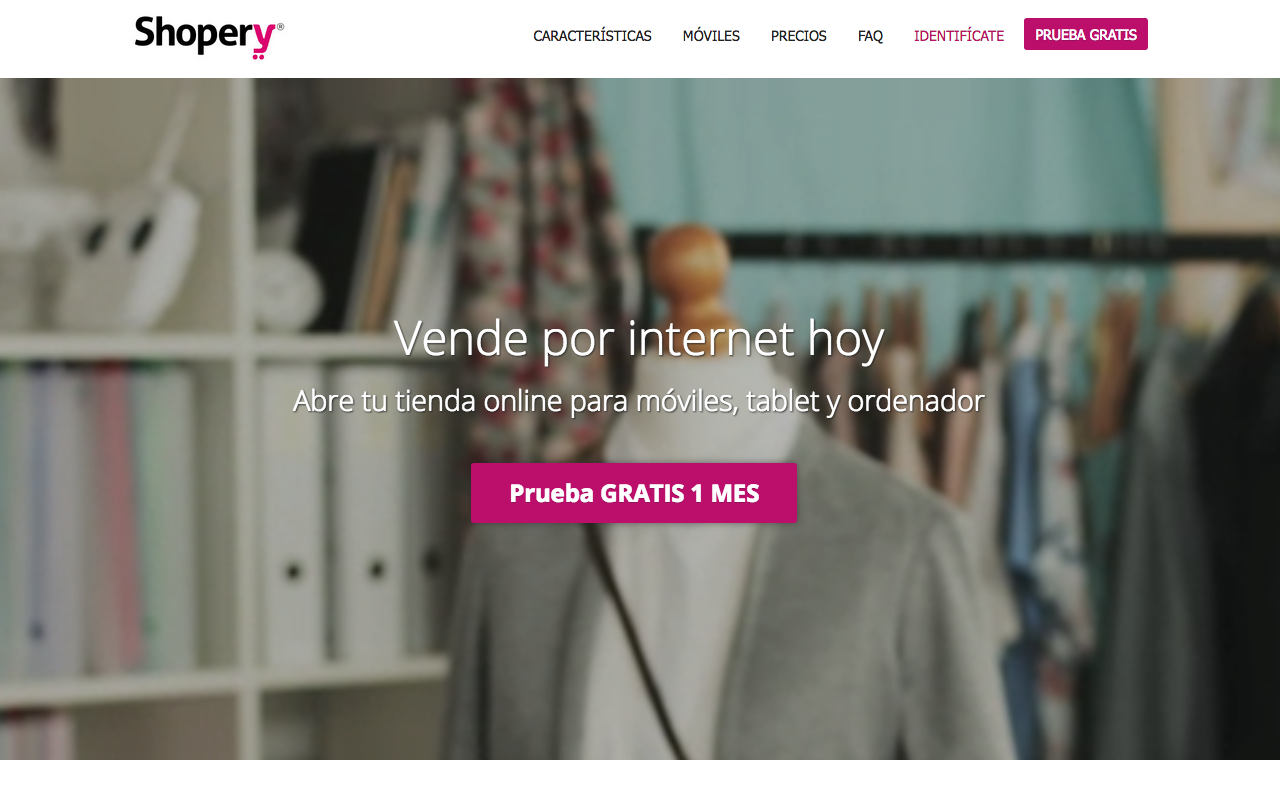 Shopery®
CARACTERÍSTICAS MÓVILES PRECIOS FAQ IDENTIFÍCATE PRUEBA GRATIS
Vende por internet hoy
Abre tu tienda online para móviles, tablet y ordenador
Prueba GRATIS 1 MES